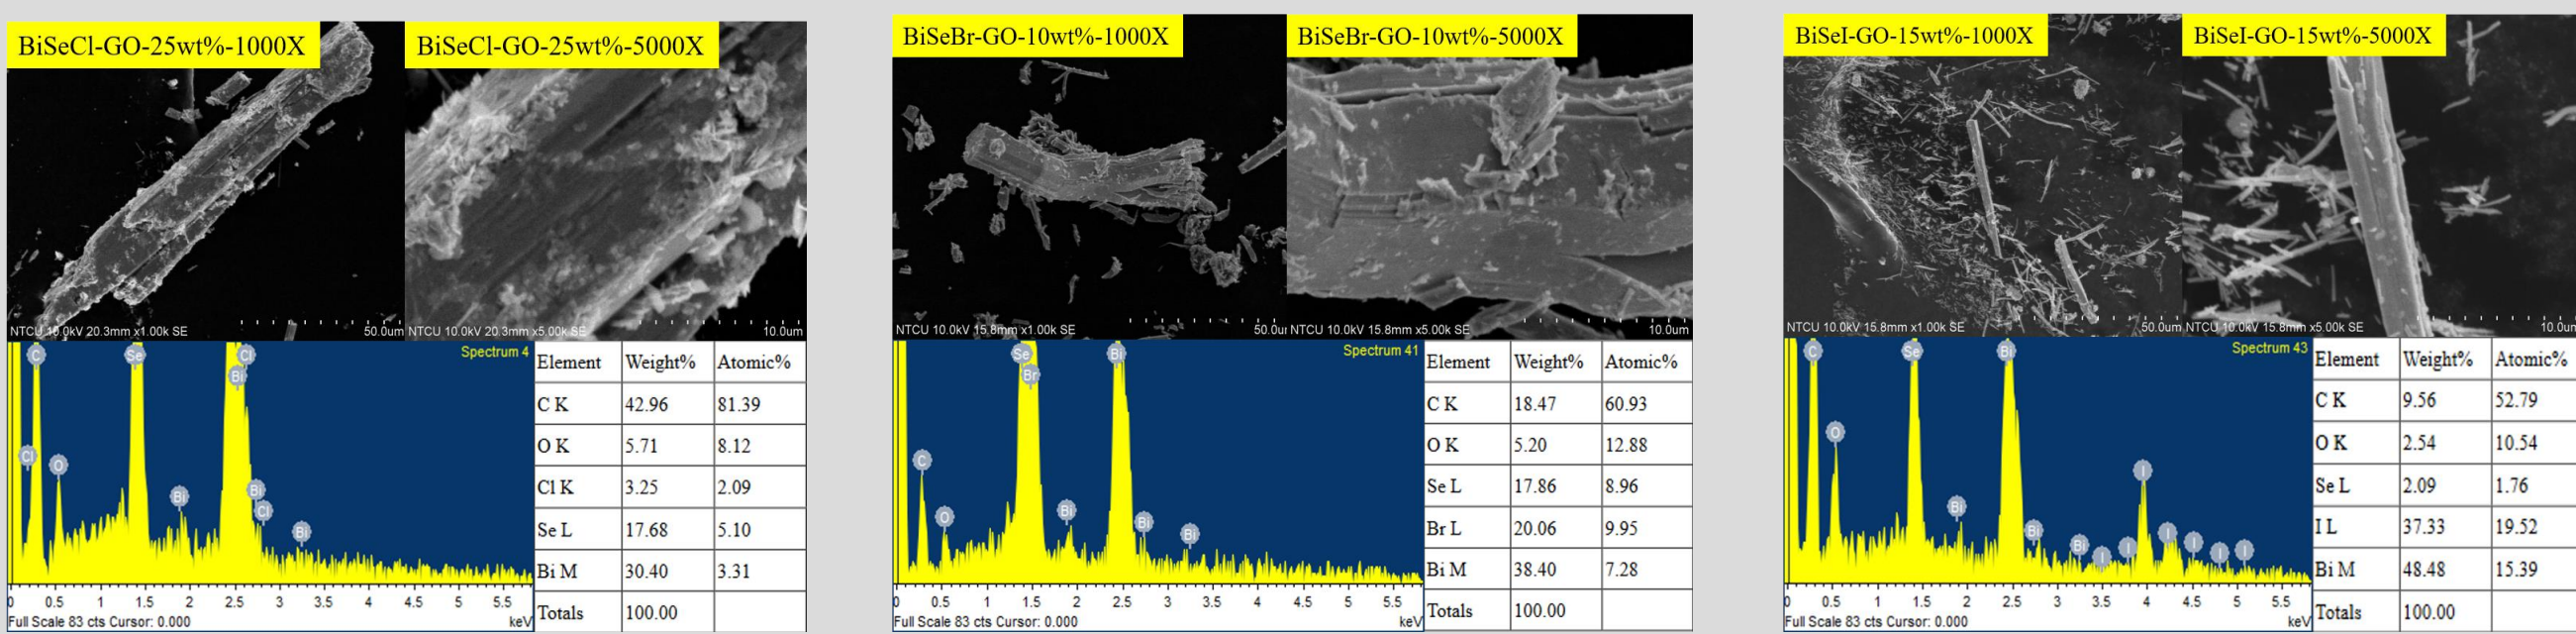 BiSeCl-GO-25wt%-1000X
BiSeCl-GO-25wt%-5000X
NTCU 10.0kV 20.3mm x1.00k SE
50.0um
NTCU 10.0kV 20.3mm x5.00k SE
10.0um
Spectrum 4
C
Se
Cl
Bi
Cl
O
Bi
Bi
Cl
Bi
0 0.5 1 1.5 2 2.5 3 3.5 4 4.5 5 5.5
Full Scale 83 cts Cursor: 0.000
keV
Element Weight% Atomic%
C K 42.96 81.39
O K 5.71 8.12
Cl K 3.25 2.09
Se L 17.68 5.10
Bi M 30.40 3.31
Totals 100.00
BiSeBr-GO-10wt%-1000X
BiSeBr-GO-10wt%-5000X
NTCU 10.0kV 15.8mm x1.00k SE
50.0u
NTCU 10.0kV 15.8mm x5.00k SE
10.0um
Spectrum 41
Se
Br
Bi
C
O
Bi
Bi
Bi
0 0.5 1 1.5 2 2.5 3 3.5 4 4.5 5 5.5
Full Scale 83 cts Cursor: 0.000
keV
Element Weight% Atomic%
C K 18.47 60.93
O K 5.20 12.88
Se L 17.86 8.96
Br L 20.06 9.95
Bi M 38.40 7.28
Totals 100.00
BiSeI-GO-15wt%-1000X
BiSeI-GO-15wt%-5000X
NTCU 10.0kV 15.8mm x1.00k SE
50.0um
NTCU 10.0kV 15.8mm x5.00k SE
10.0um
Spectrum 43
C
Se
Bi
O
Bi
Bi
Bi
I
I
I
I
I
I
I
0 0.5 1 1.5 2 2.5 3 3.5 4 4.5 5 5.5
Full Scale 83 cts Cursor: 0.000
keV
Element Weight% Atomic%
C K 9.56 52.79
O K 2.54 10.54
Se L 2.09 1.76
I L 37.33 19.52
Bi M 48.48 15.39
Totals 100.00